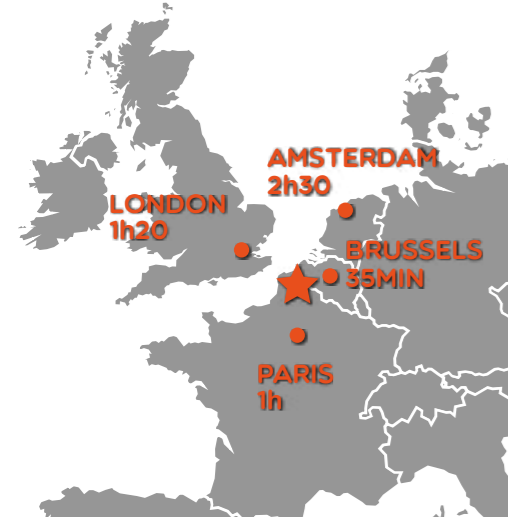 AMSTERDAM
2h30
LONDON
1h20
BRUSSELS
35MIN
PARIS
1h